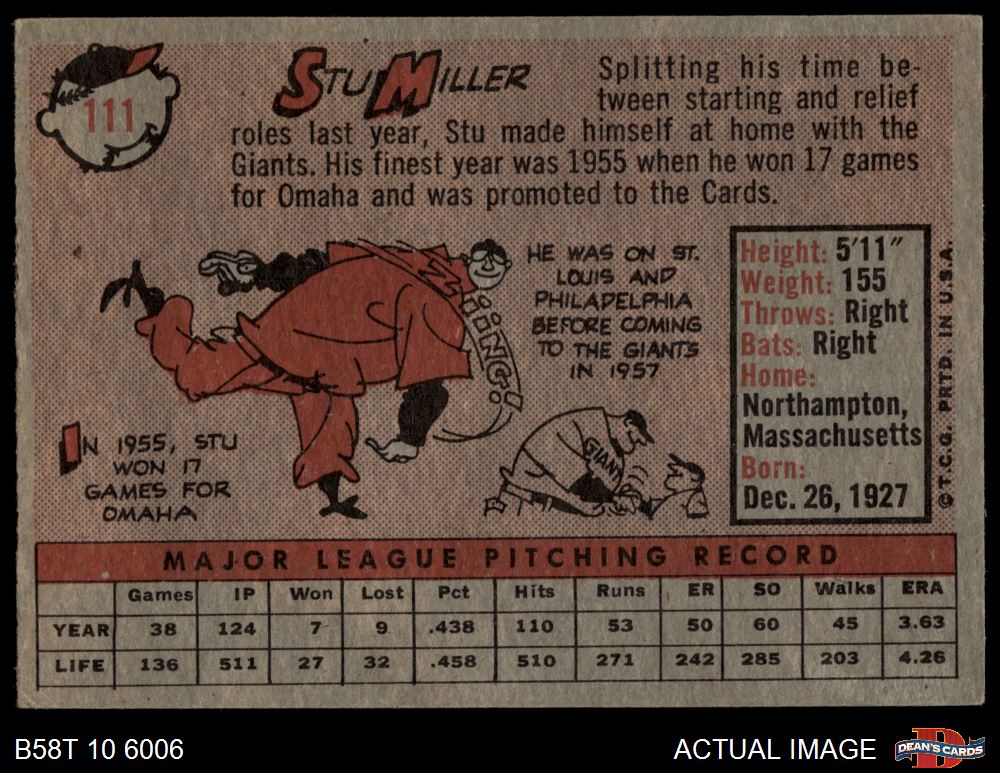 111
STU MILLER
Splitting his time be-
tween starting and relief
roles last year, Stu made himself at home with the
Giants. His finest year was 1955 when he won 17 games
for Omaha and was promoted to the Cards.
HE WAS ON ST.
LOUIS AND
PHILADELPHIA
BEFORE COMING
TO THE GIANTS
IN 1957
WHIING!
IN 1955, STU
WON 17
GAMES FOR
OMAHA
GIANT
Height: 5'11"
Weight: 155
Throws: Right
Bats: Right
Home:
Northampton,
Massachusetts
Born:
Dec. 26, 1927
© T.C.G. PRTD. IN U.S.A.
MAJOR LEAGUE PITCHING RECORD
Games IP Won Lost Pct Hits Runs ER SO Walks ERA
YEAR 38 124 7 9 .438 110 53 50 60 45 3.63
LIFE 136 511 27 32 .458 510 271 242 285 203 4.26
B58T 10 6006
ACTUAL IMAGE
DEAN'S CARDS